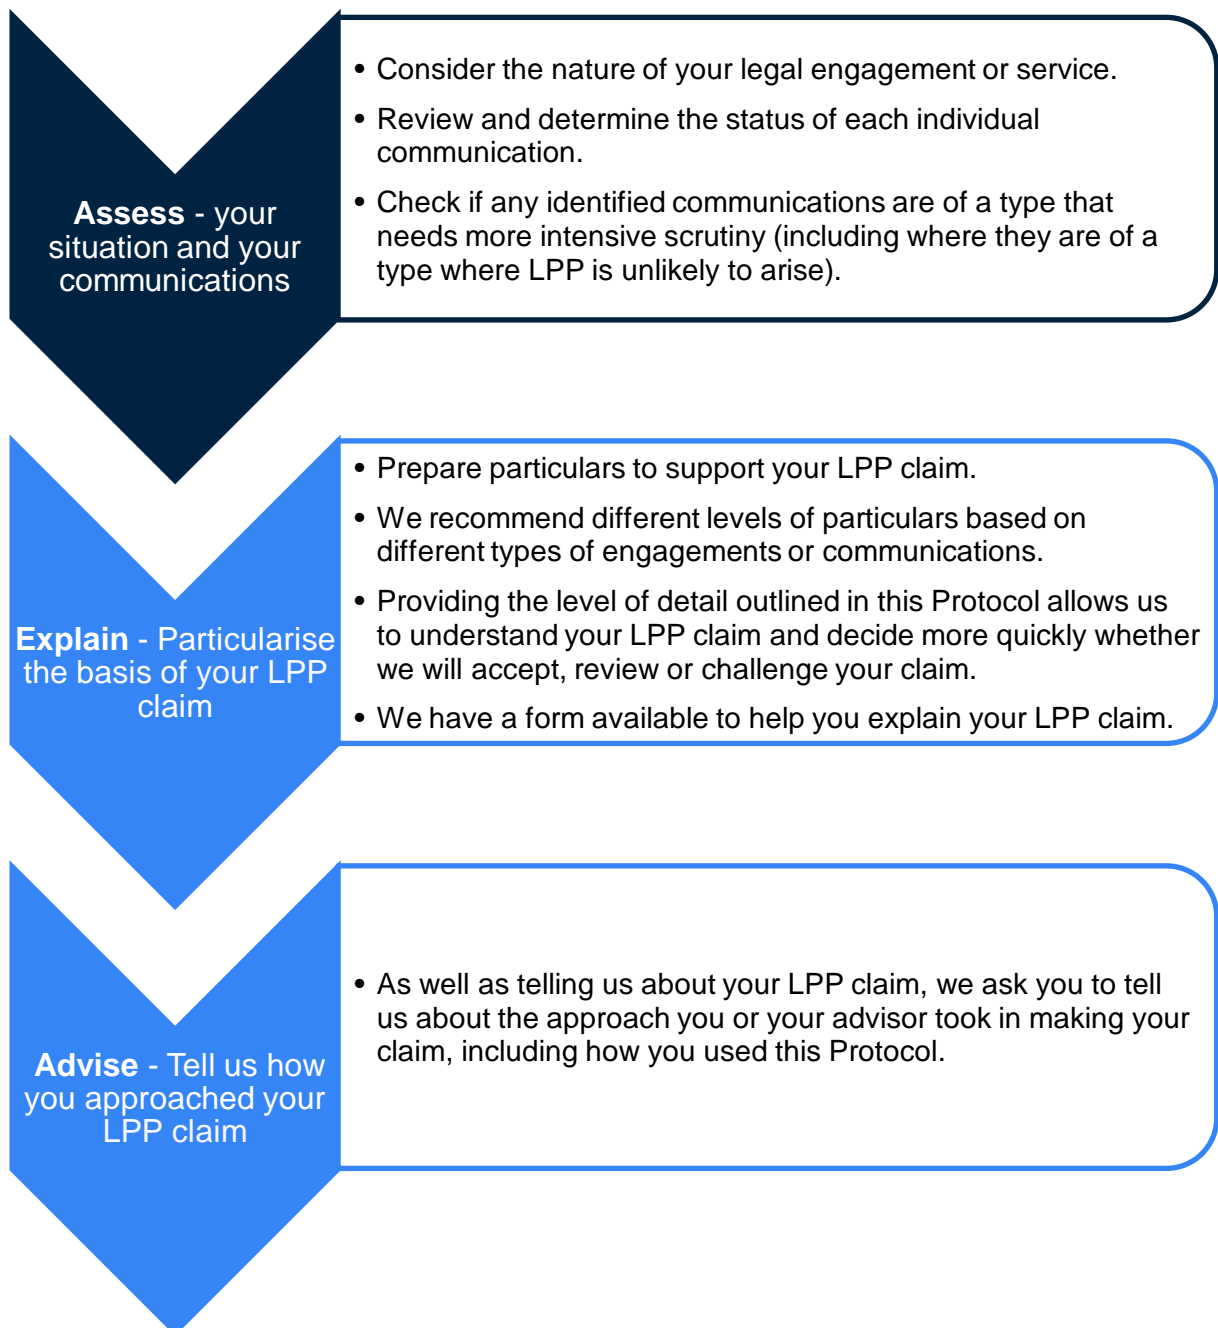 Assess - your
situation and your
communications
• Consider the nature of your legal engagement or service.
• Review and determine the status of each individual
communication.
• Check if any identified communications are of a type that
needs more intensive scrutiny (including where they are of a
type where LPP is unlikely to arise).
Explain - Particularise
the basis of your LPP
claim
• Prepare particulars to support your LPP claim.
• We recommend different levels of particulars based on
different types of engagements or communications.
• Providing the level of detail outlined in this Protocol allows us
to understand your LPP claim and decide more quickly whether
we will accept, review or challenge your claim.
• We have a form available to help you explain your LPP claim.
Advise - Tell us how
you approached your
LPP claim
• As well as telling us about your LPP claim, we ask you to tell
us about the approach you or your advisor took in making your
claim, including how you used this Protocol.